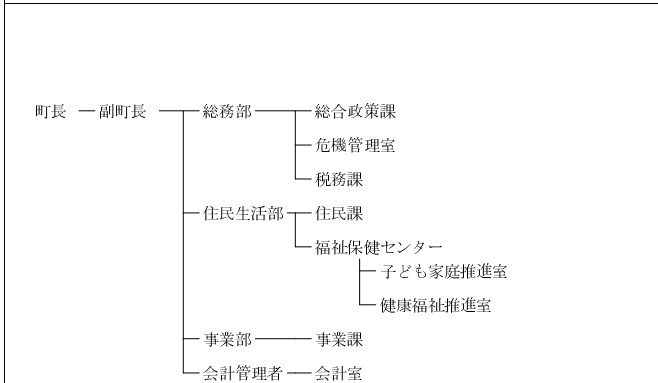 町長 副町長 総務部 総合政策課
危機管理室
税務課
住民生活部 住民課
福祉保健センター
子ども家庭推進室
健康福祉推進室
事業部 事業課
会計管理者 会計室